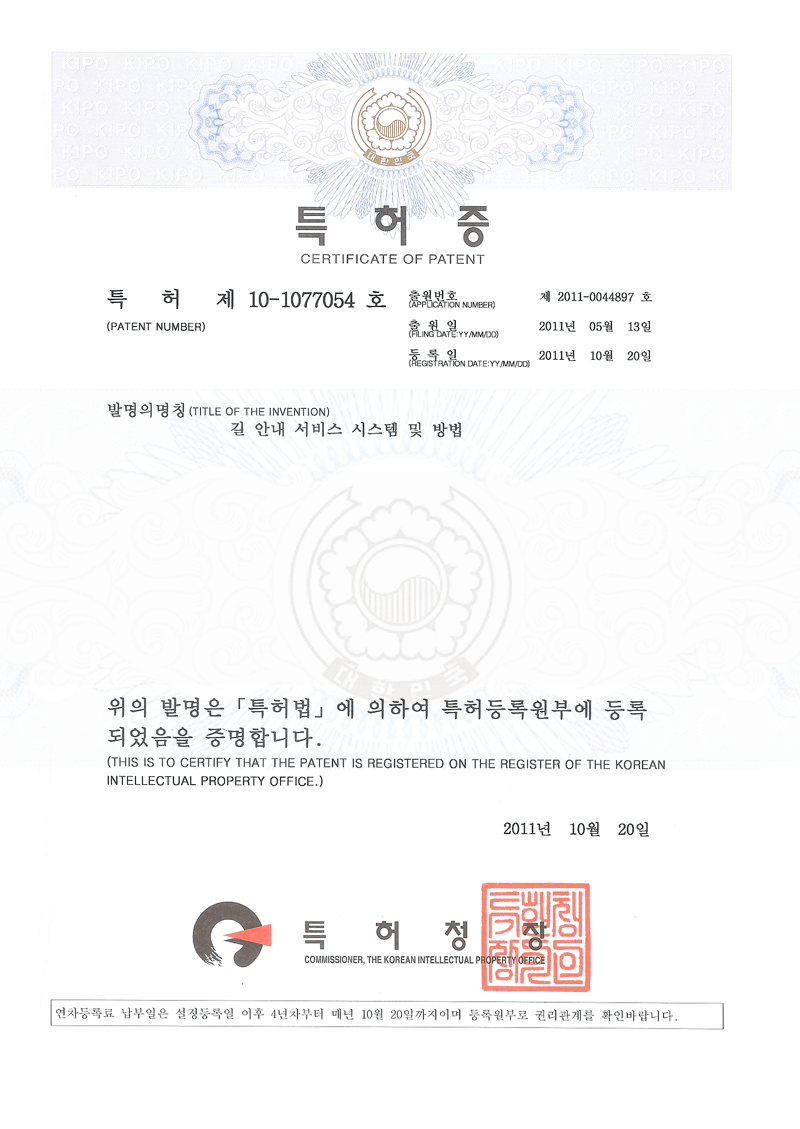 KIPO KIPO KIPO KIPO KIPO KIPO KIPO
대한민국
특 허 증
CERTIFICATE OF PATENT
특 허 제 10-1077054 호
(PATENT NUMBER)
출원번호 제 2011-0044897 호
(APPLICATION NUMBER)
출 원 일 2011년 05월 13일
(FILING DATE:YY/MM/DD)
등 록 일 2011년 10월 20일
(REGISTRATION DATE:YY/MM/DD)
발명의명칭(TITLE OF THE INVENTION)
길 안내 서비스 시스템 및 방법
대한민국
위의 발명은 「특허법」에 의하여 특허등록원부에 등록
되었음을 증명합니다.
(THIS IS TO CERTIFY THAT THE PATENT IS REGISTERED ON THE REGISTER OF THE KOREAN
INTELLECTUAL PROPERTY OFFICE.)
2011년 10월 20일
특 허 청 장
COMMISSIONER, THE KOREAN INTELLECTUAL PROPERTY OFFICE
연차등록료 납부일은 설정등록일 이후 4년차부터 매년 10월 20일까지이며 등록원부로 권리관계를 확인바랍니다.